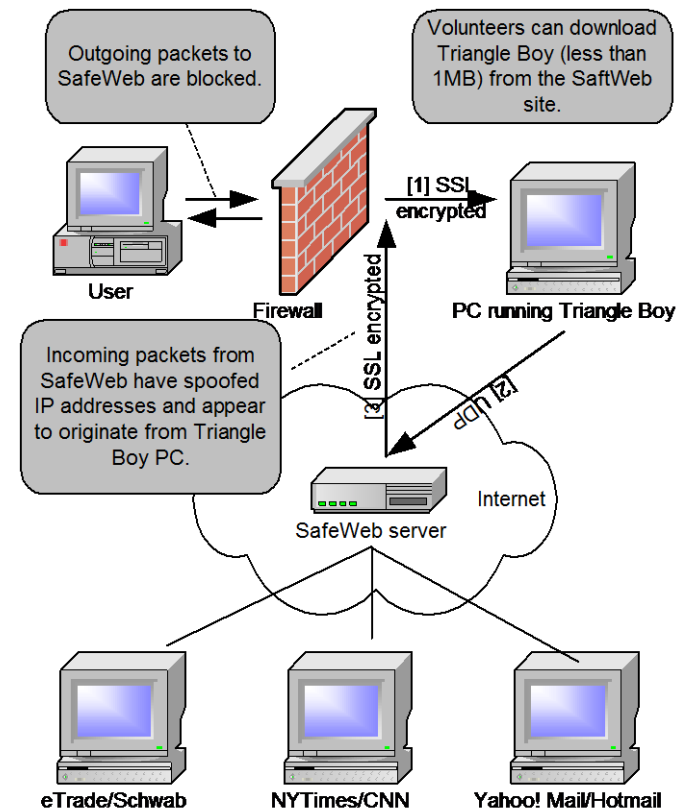 Outgoing packets to
SafeWeb are blocked.
Volunteers can download
Triangle Boy (less than
1MB) from the SaftWeb
site.
[1] SSL
encrypted
User
Firewall
PC running Triangle Boy
[3] SSL encrypted
[2] UDP
Incoming packets from
SafeWeb have spoofed
IP addresses and appear
to originate from Triangle
Boy PC.
Internet
SafeWeb server
eTrade/Schwab
NYTimes/CNN
Yahoo! Mail/Hotmail